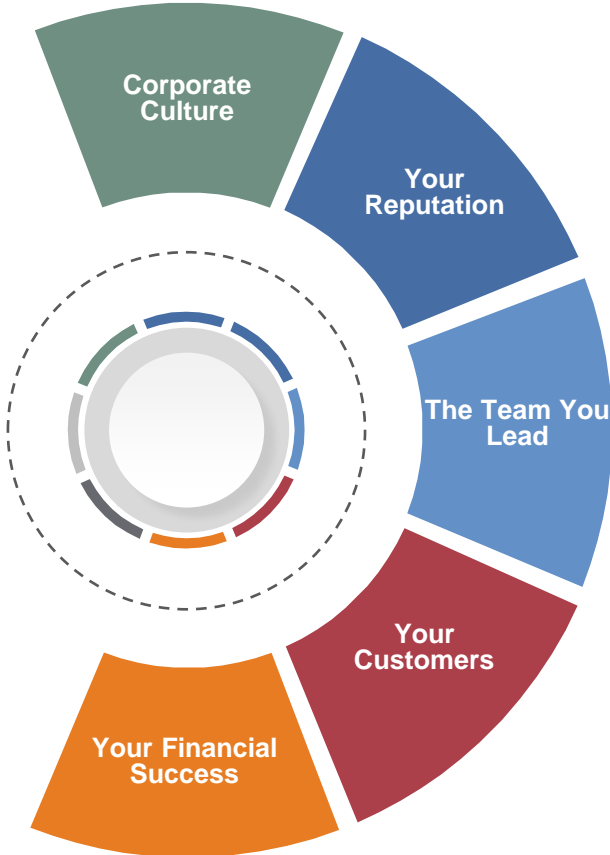 Corporate
Culture
Your
Reputation
The Team You
Lead
Your
Customers
Your Financial
Success